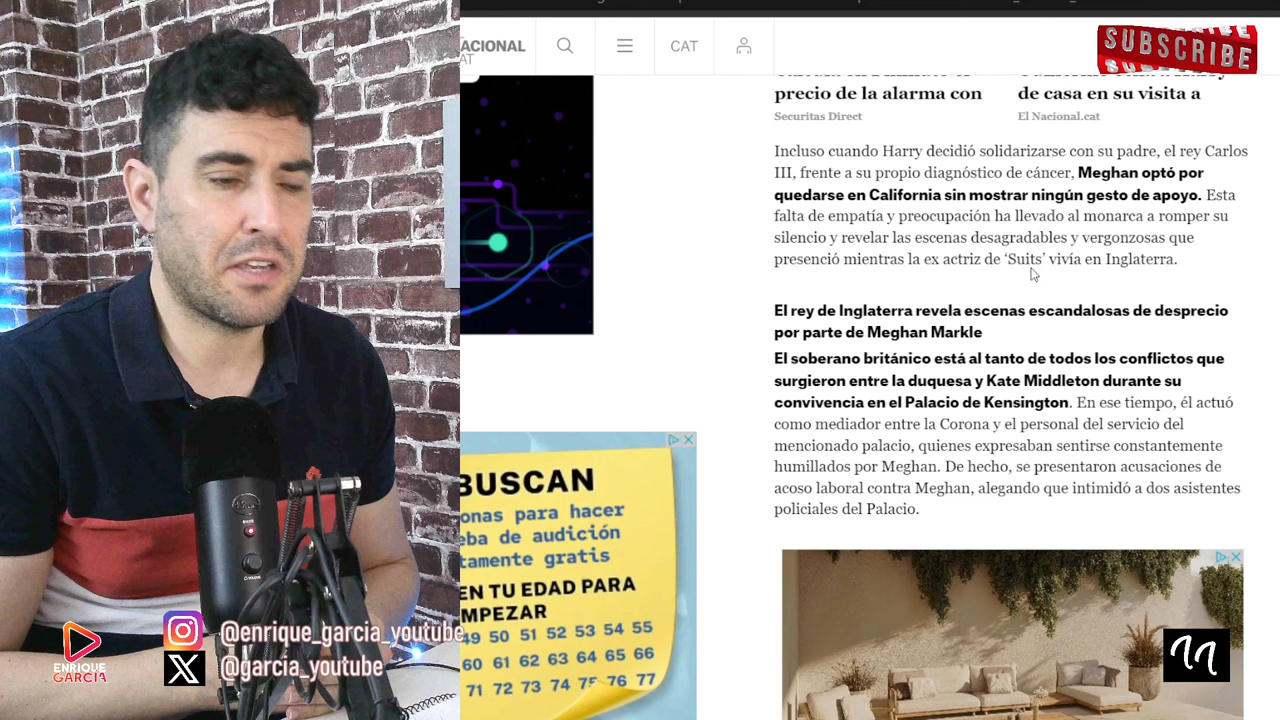 ACIONAL
AT
CAT
SUBSCRIBE
precio de la alarma con
Securitas Direct
de casa en su visita a
El Nacional.cat
Incluso cuando Harry decidió solidarizarse con su padre, el rey Carlos
III, frente a su propio diagnóstico de cáncer, Meghan optó por
quedarse en California sin mostrar ningún gesto de apoyo. Esta
falta de empatía y preocupación ha llevado al monarca a romper su
silencio y revelar las escenas desagradables y vergonzosas que
presenció mientras la ex actriz de ‘Suits’ vivía en Inglaterra.
El rey de Inglaterra revela escenas escandalosas de desprecio
por parte de Meghan Markle
El soberano británico está al tanto de todos los conflictos que
surgieron entre la duquesa y Kate Middleton durante su
convivencia en el Palacio de Kensington. En ese tiempo, él actuó
como mediador entre la Corona y el personal del servicio del
mencionado palacio, quienes expresaban sentirse constantemente
humillados por Meghan. De hecho, se presentaron acusaciones de
acoso laboral contra Meghan, alegando que intimidó a dos asistentes
policiales del Palacio.
BUSCAN
onas para hacer
eba de audición
tamente gratis
EN TU EDAD PARA
MPEZAR
49 50 51 52 53 54 55
60 61 62 63 64 65 66
71 72 73 74 75 76 77
ENRIQUE
GARCIA
@enrique_garcia_youtube
@garcia_youtube